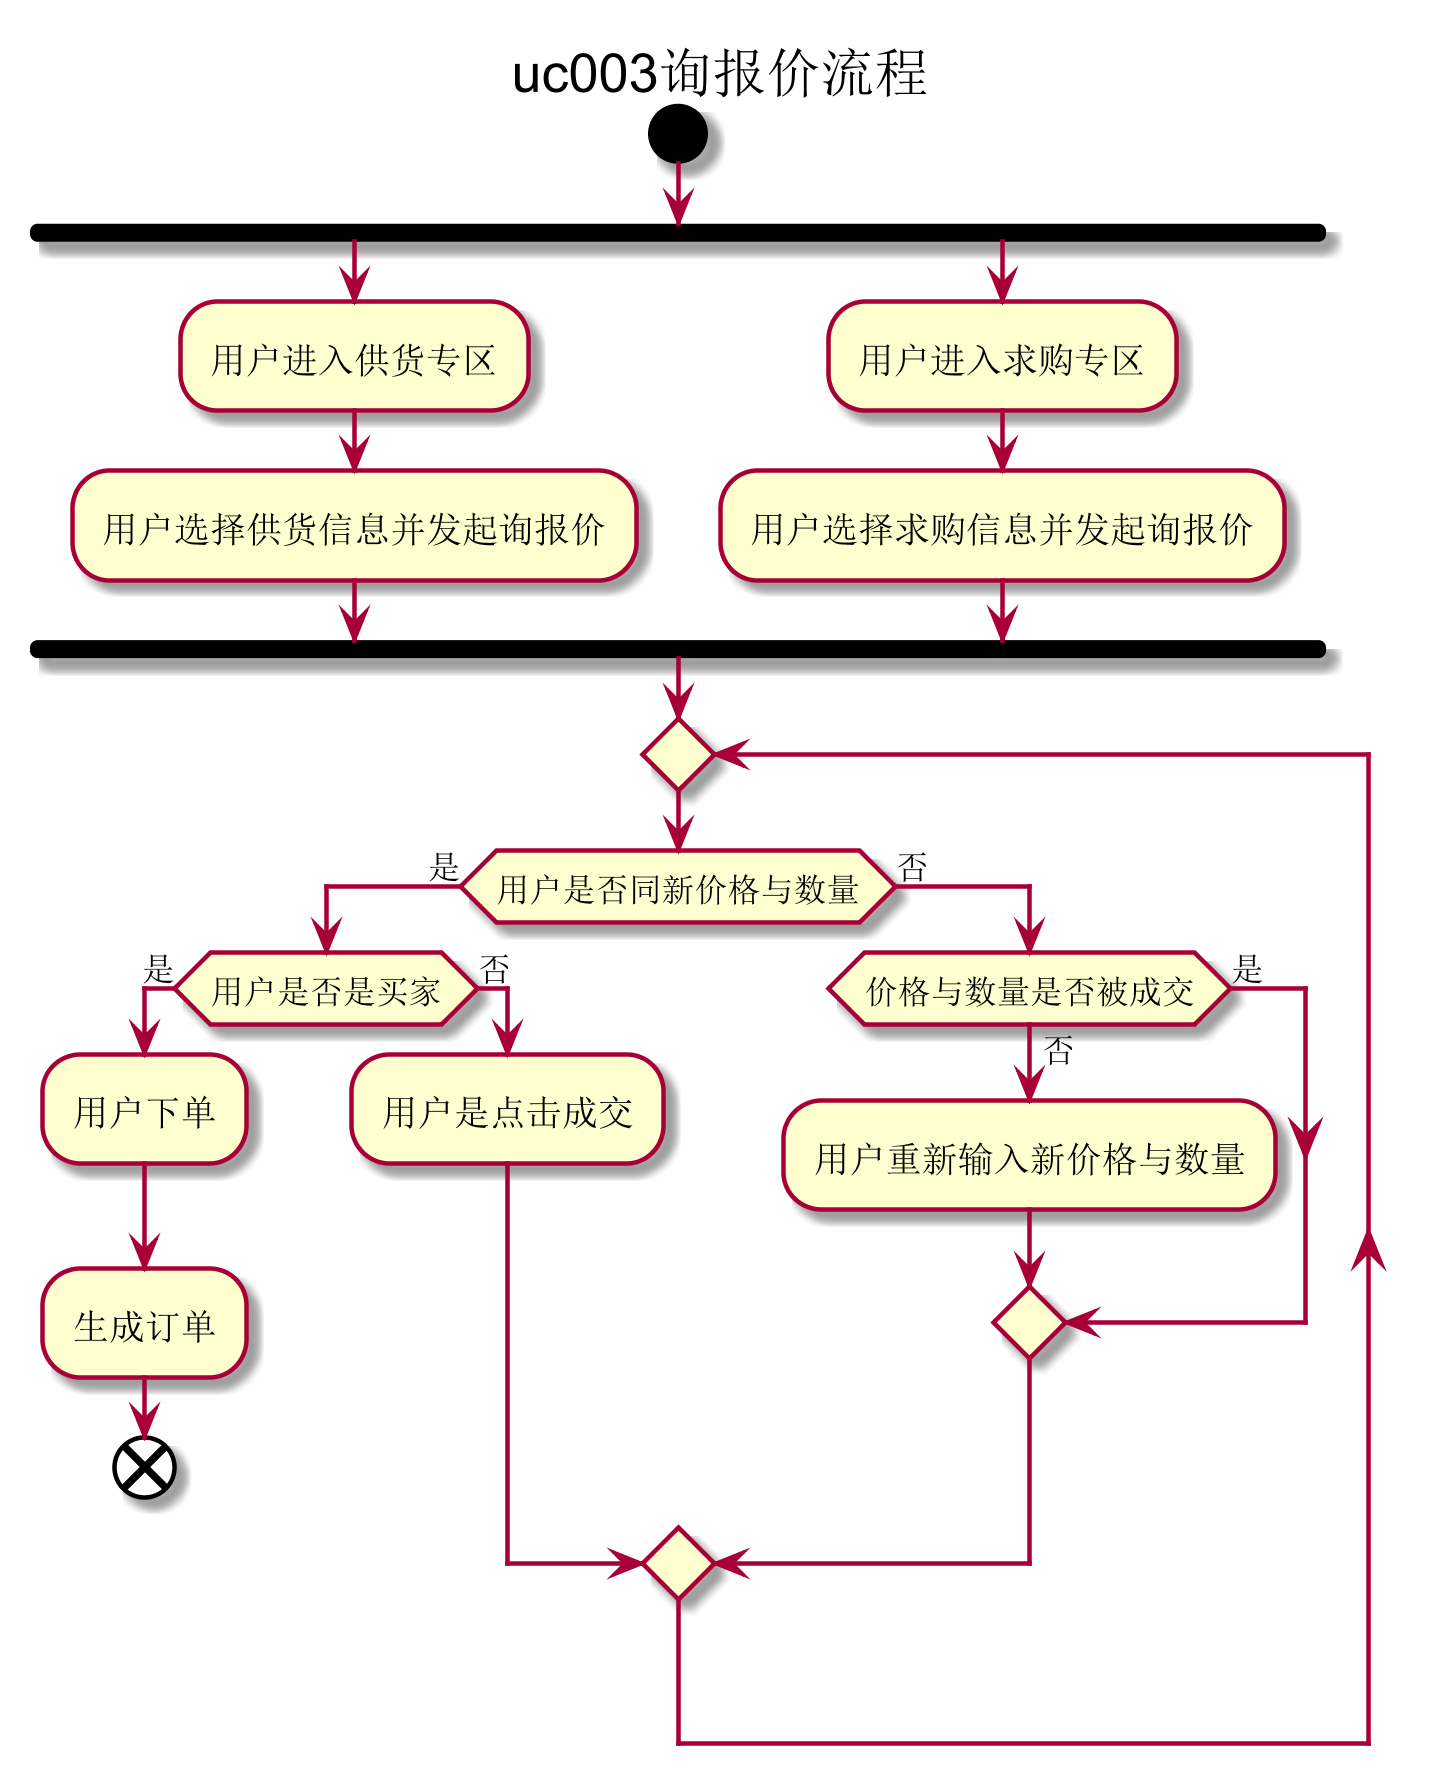 uc003询报价流程
用户进入供货专区
用户进入求购专区
用户选择供货信息并发起询报价
用户选择求购信息并发起询报价
是
用户是否同新价格与数量
否
是
用户是否是买家
否
价格与数量是否被成交
是
否
用户下单
用户是点击成交
用户重新输入新价格与数量
生成订单